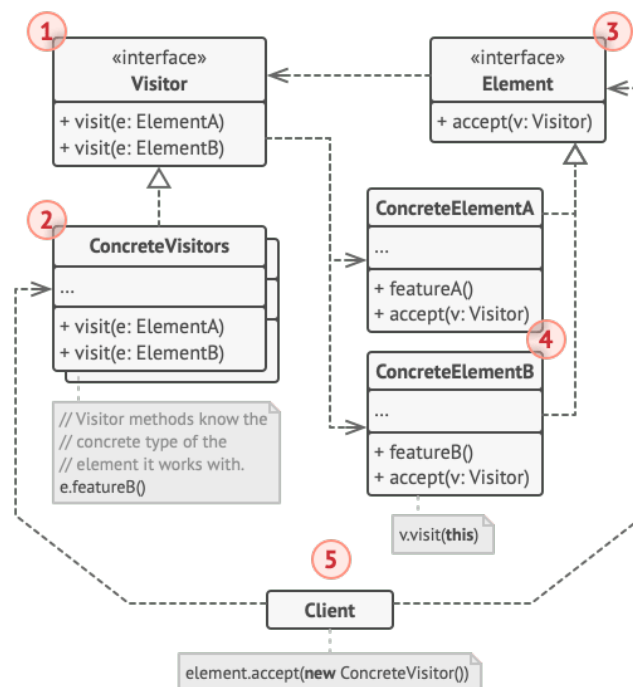 1
«interface»
Visitor
+ visit(e: ElementA)
+ visit(e: ElementB)
3
«interface»
Element
+ accept(v: Visitor)
2
ConcreteVisitors
...
+ visit(e: ElementA)
+ visit(e: ElementB)
// Visitor methods know the
// concrete type of the
// element it works with.
e.featureB()
ConcreteElementA
...
+ featureA()
+ accept(v: Visitor)
4
ConcreteElementB
...
+ featureB()
+ accept(v: Visitor)
v.visit(this)
5
Client
element.accept(new ConcreteVisitor())